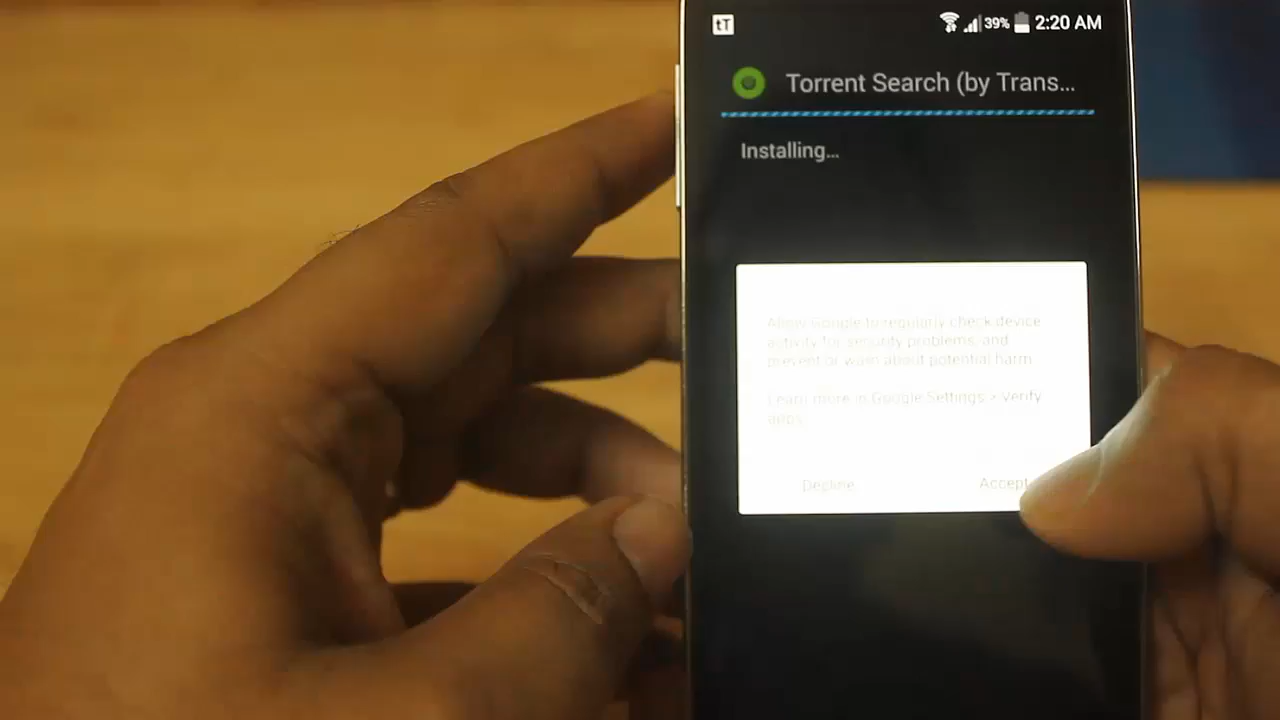 tT 39% 2:20 AM
Torrent Search (by Trans...
Installing...
Allow Google to regularly check device
activity for security problems, and
prevent or warn about potential harm.
Learn more in Google Settings > Verify
apps.
Decline Accept